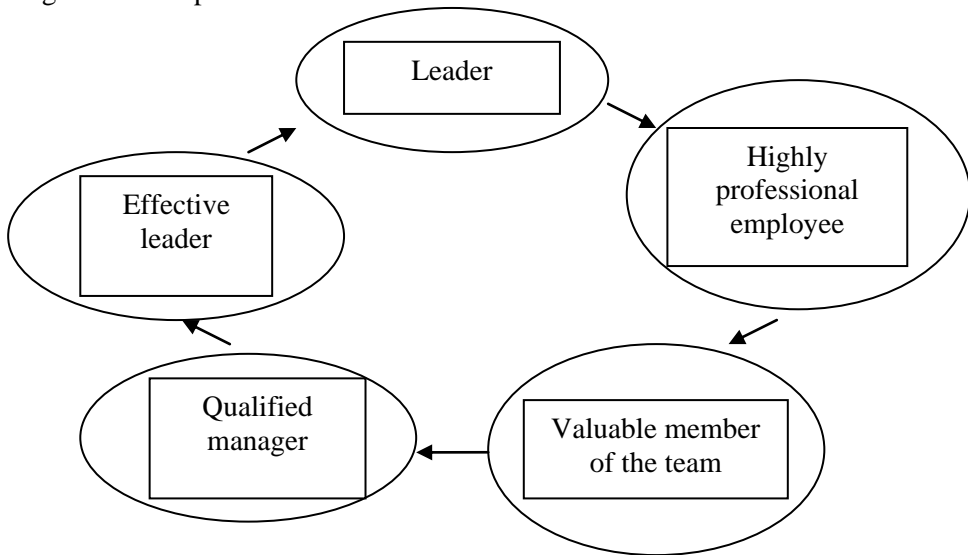 Leader
Highly
professional
employee
Effective
leader
Qualified
manager
Valuable member
of the team